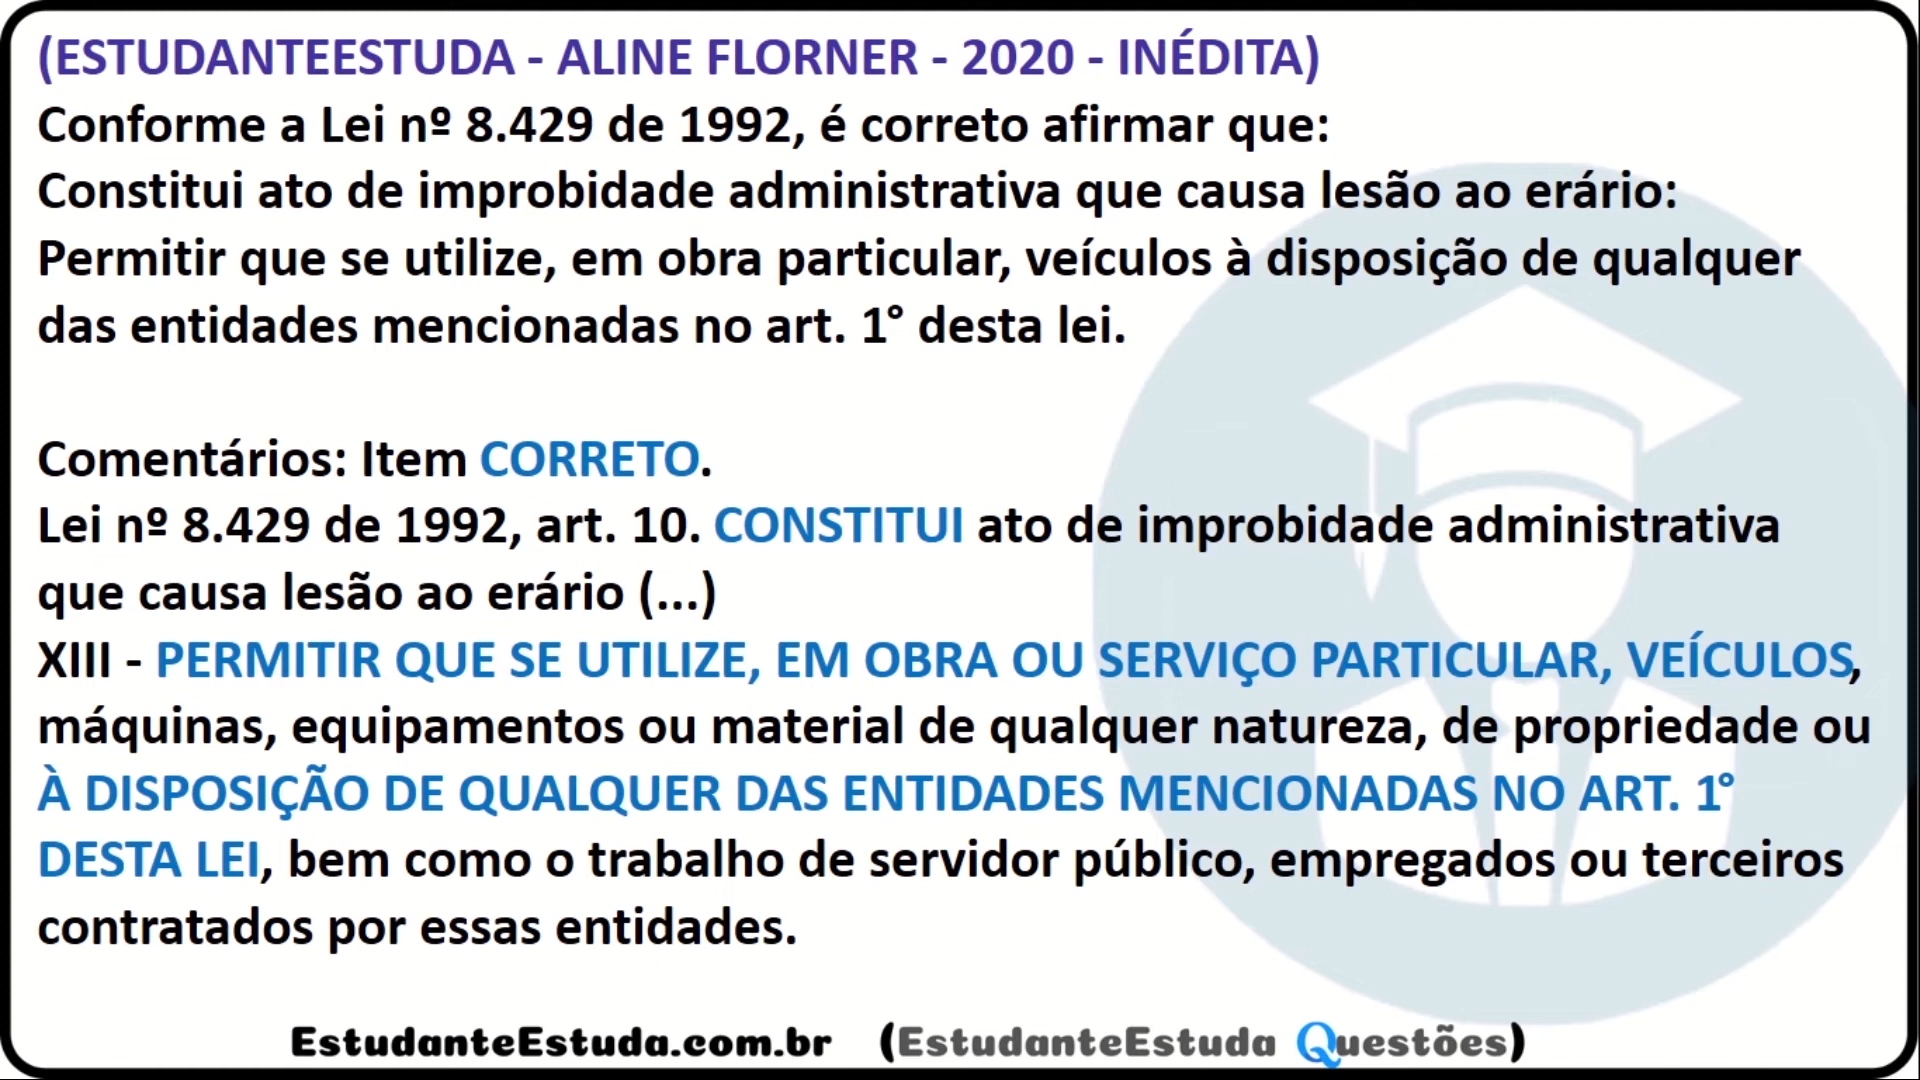 (ESTUDANTEESTUDA - ALINE FLORNER - 2020 - INÉDITA)
Conforme a Lei nº 8.429 de 1992, é correto afirmar que:
Constitui ato de improbidade administrativa que causa lesão ao erário:
Permitir que se utilize, em obra particular, veículos à disposição de qualquer
das entidades mencionadas no art. 1° desta lei.
Comentários: Item CORRETO.
Lei nº 8.429 de 1992, art. 10. CONSTITUI ato de improbidade administrativa
que causa lesão ao erário (...)
XIII - PERMITIR QUE SE UTILIZE, EM OBRA OU SERVIÇO PARTICULAR, VEÍCULOS,
máquinas, equipamentos ou material de qualquer natureza, de propriedade ou
À DISPOSIÇÃO DE QUALQUER DAS ENTIDADES MENCIONADAS NO ART. 1°
DESTA LEI, bem como o trabalho de servidor público, empregados ou terceiros
contratados por essas entidades.
EstudanteEstuda.com.br (EstudanteEstuda Questões)